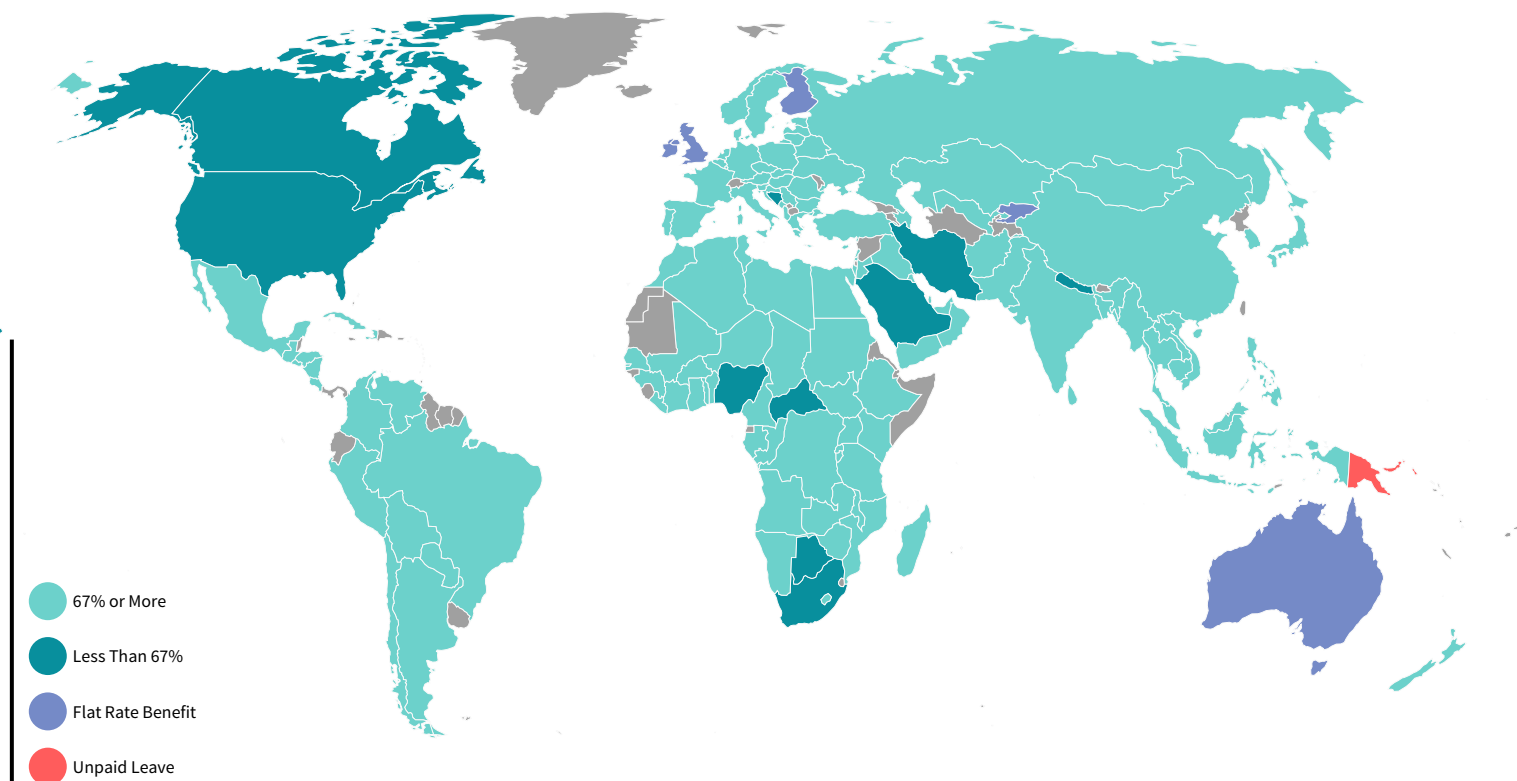 67% or More
Less Than 67%
Flat Rate Benefit
Unpaid Leave